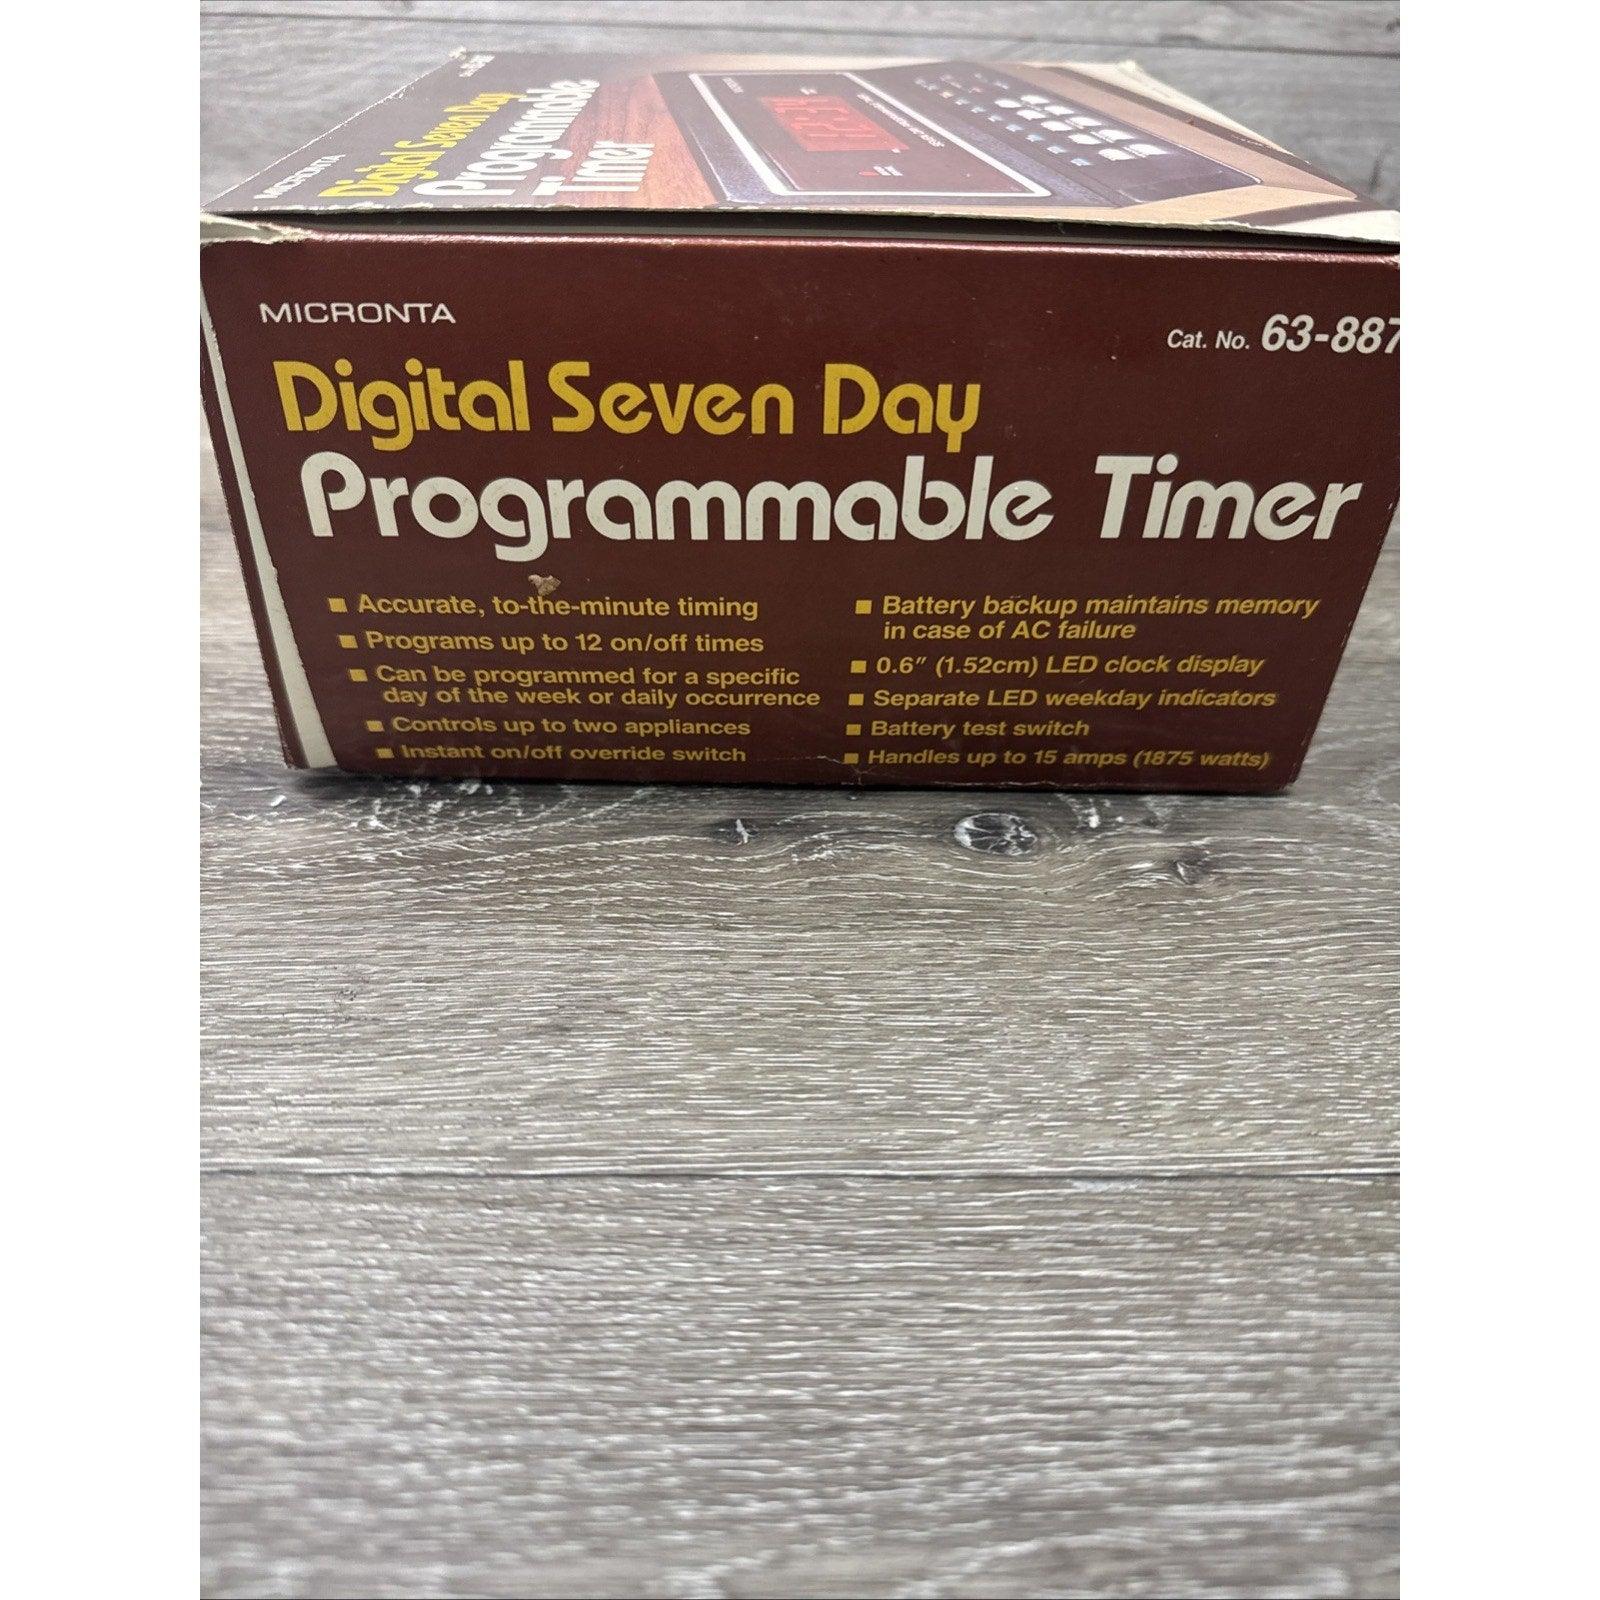 MICRONTA
Digital Seven Day
Programmable
Timer
MICRONTA
Cat. No. 63-887
Digital Seven Day
Programmable Timer
■ Accurate, to-the-minute timing
■ Programs up to 12 on/off times
■ Can be programmed for a specific
day of the week or daily occurrence
■ Controls up to two appliances
■ Instant on/off override switch
■ Battery backup maintains memory
in case of AC failure
■ 0.6" (1.52cm) LED clock display
■ Separate LED weekday indicators
■ Battery test switch
■ Handles up to 15 amps (1875 watts)